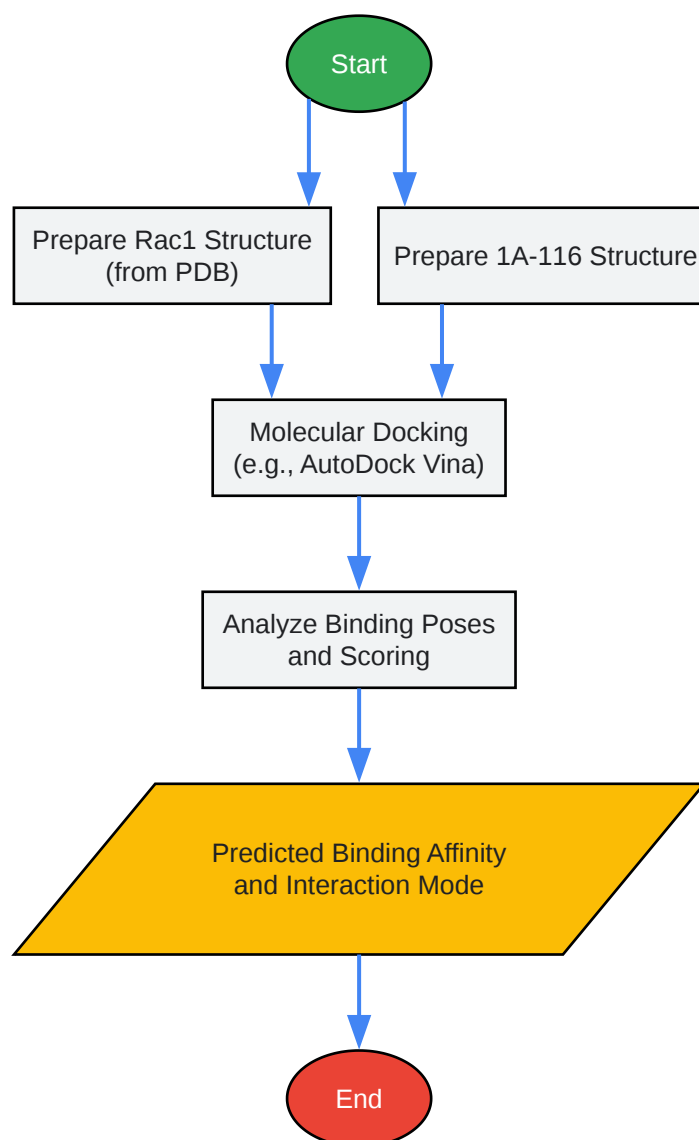 Start
Prepare Rac1 Structure
(from PDB)
Prepare 1A-116 Structure
Molecular Docking
(e.g., AutoDock Vina)
Analyze Binding Poses
and Scoring
Predicted Binding Affinity
and Interaction Mode
End